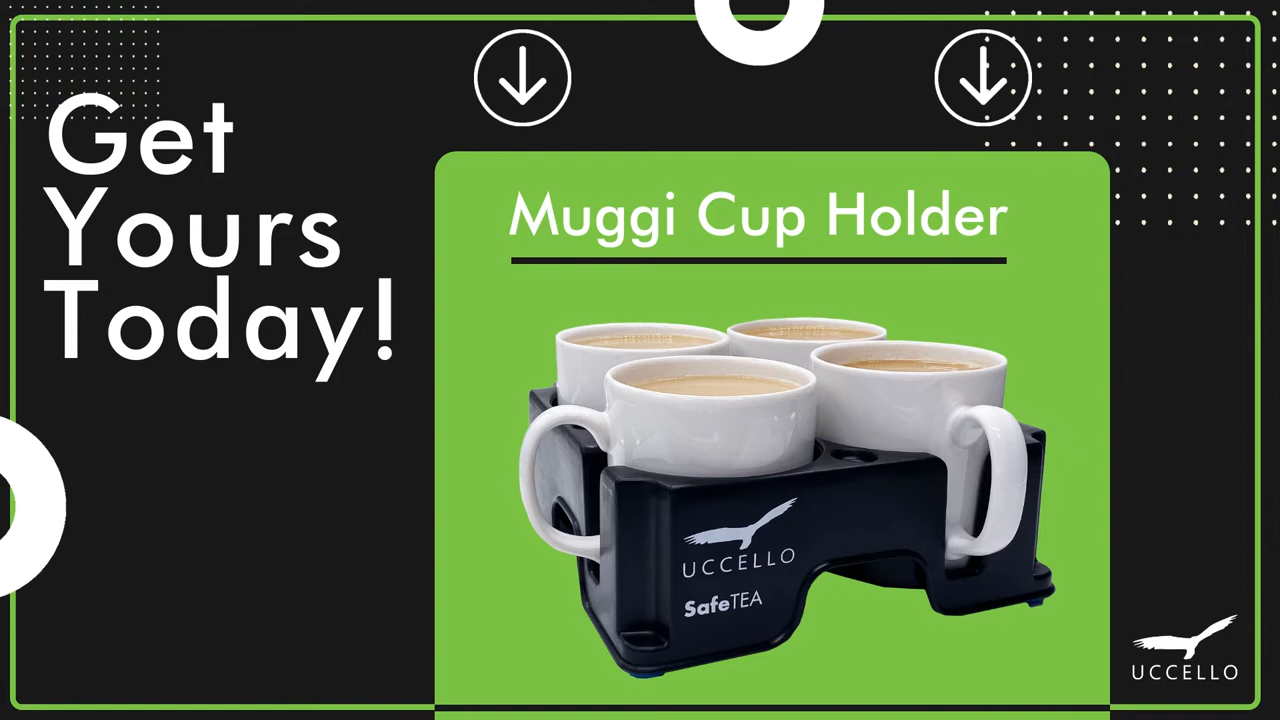 Get
Yours
Today!
Muggi Cup Holder
UCCELLO
SafeTEA
UCCELLO